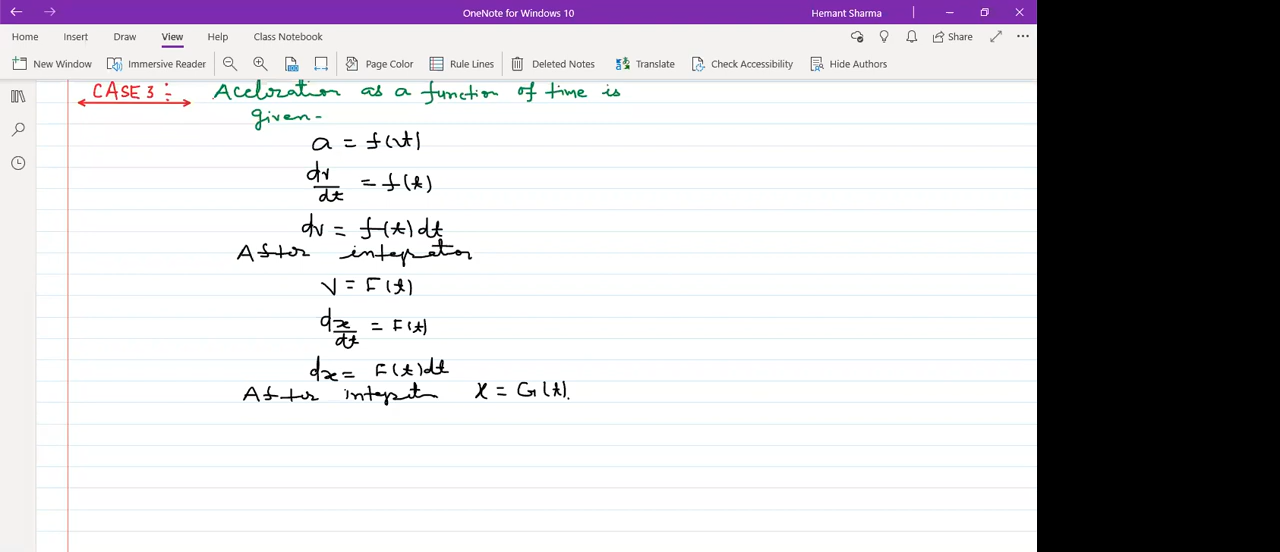 OneNote for Windows 10
Hemant Sharma
Home Insert Draw View Help Class Notebook
Share
New Window Immersive Reader Page Color Rule Lines Deleted Notes Translate Check Accessibility Hide Authors
CASE 3 :- Aceloration as a function of time is
given-
a = f(t)
dv/dt = f(t)
dv = f(t) dt
After integration
V = F(t)
dx/dt = F(t)
dx = F(t) dt
After integratn x = G(t).